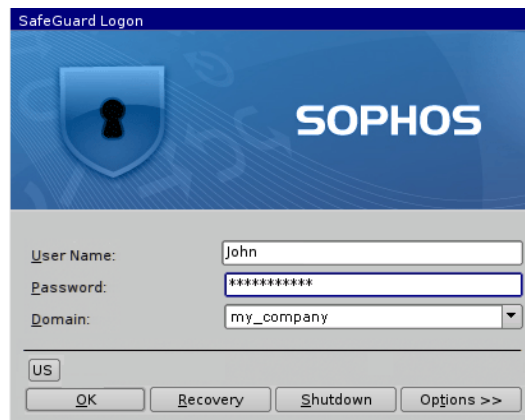 SafeGuard Logon
SOPHOS
User Name: John
Password: ***********
Domain: my_company
US
OK Recovery Shutdown Options >>